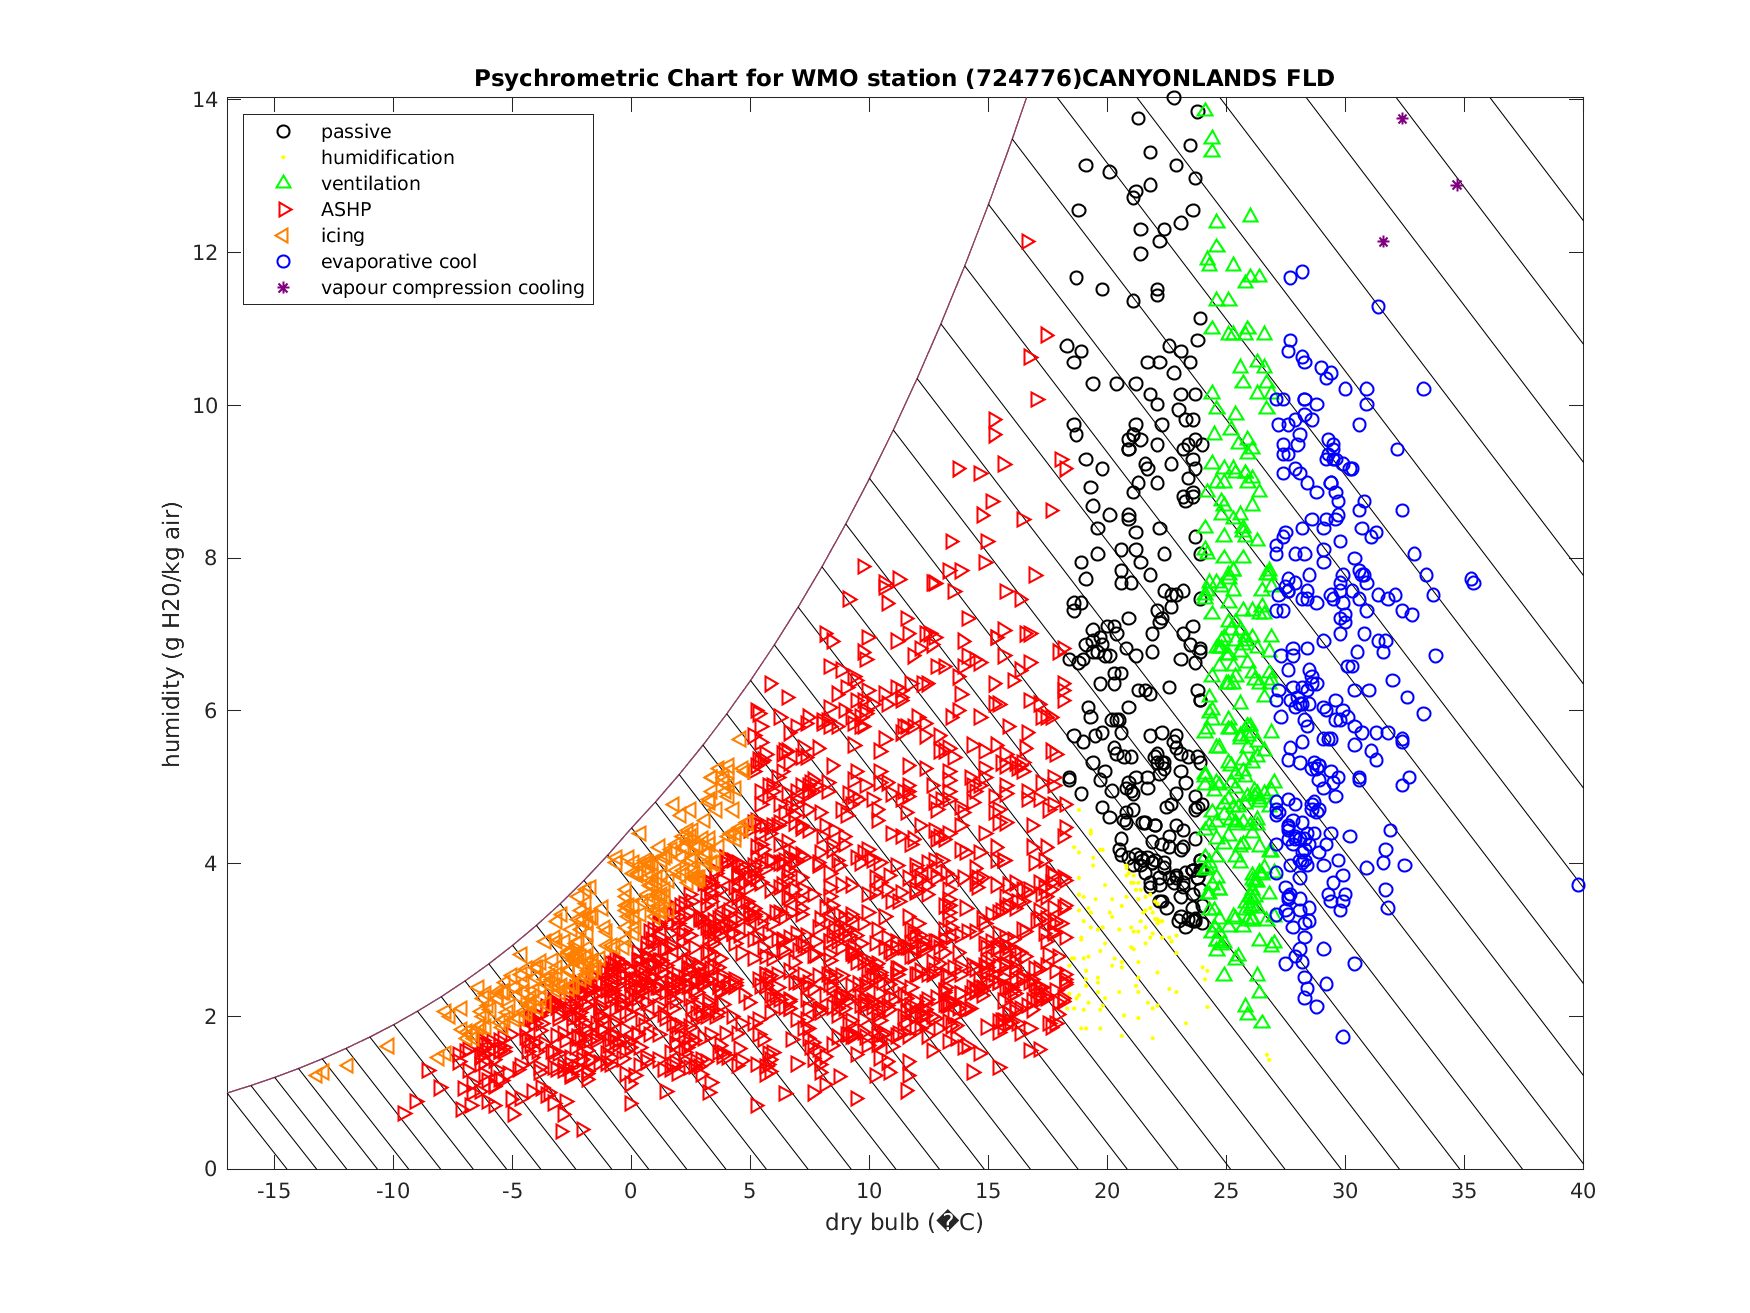 Psychrometric Chart for WMO station (724776)CANYONLANDS FLD
passive
humidification
ventilation
ASHP
icing
evaporative cool
vapour compression cooling
humidity (g H20/kg air)
14
12
10
8
6
4
2
0
-15 -10 -5 0 5 10 15 20 25 30 35 40
dry bulb (�C)